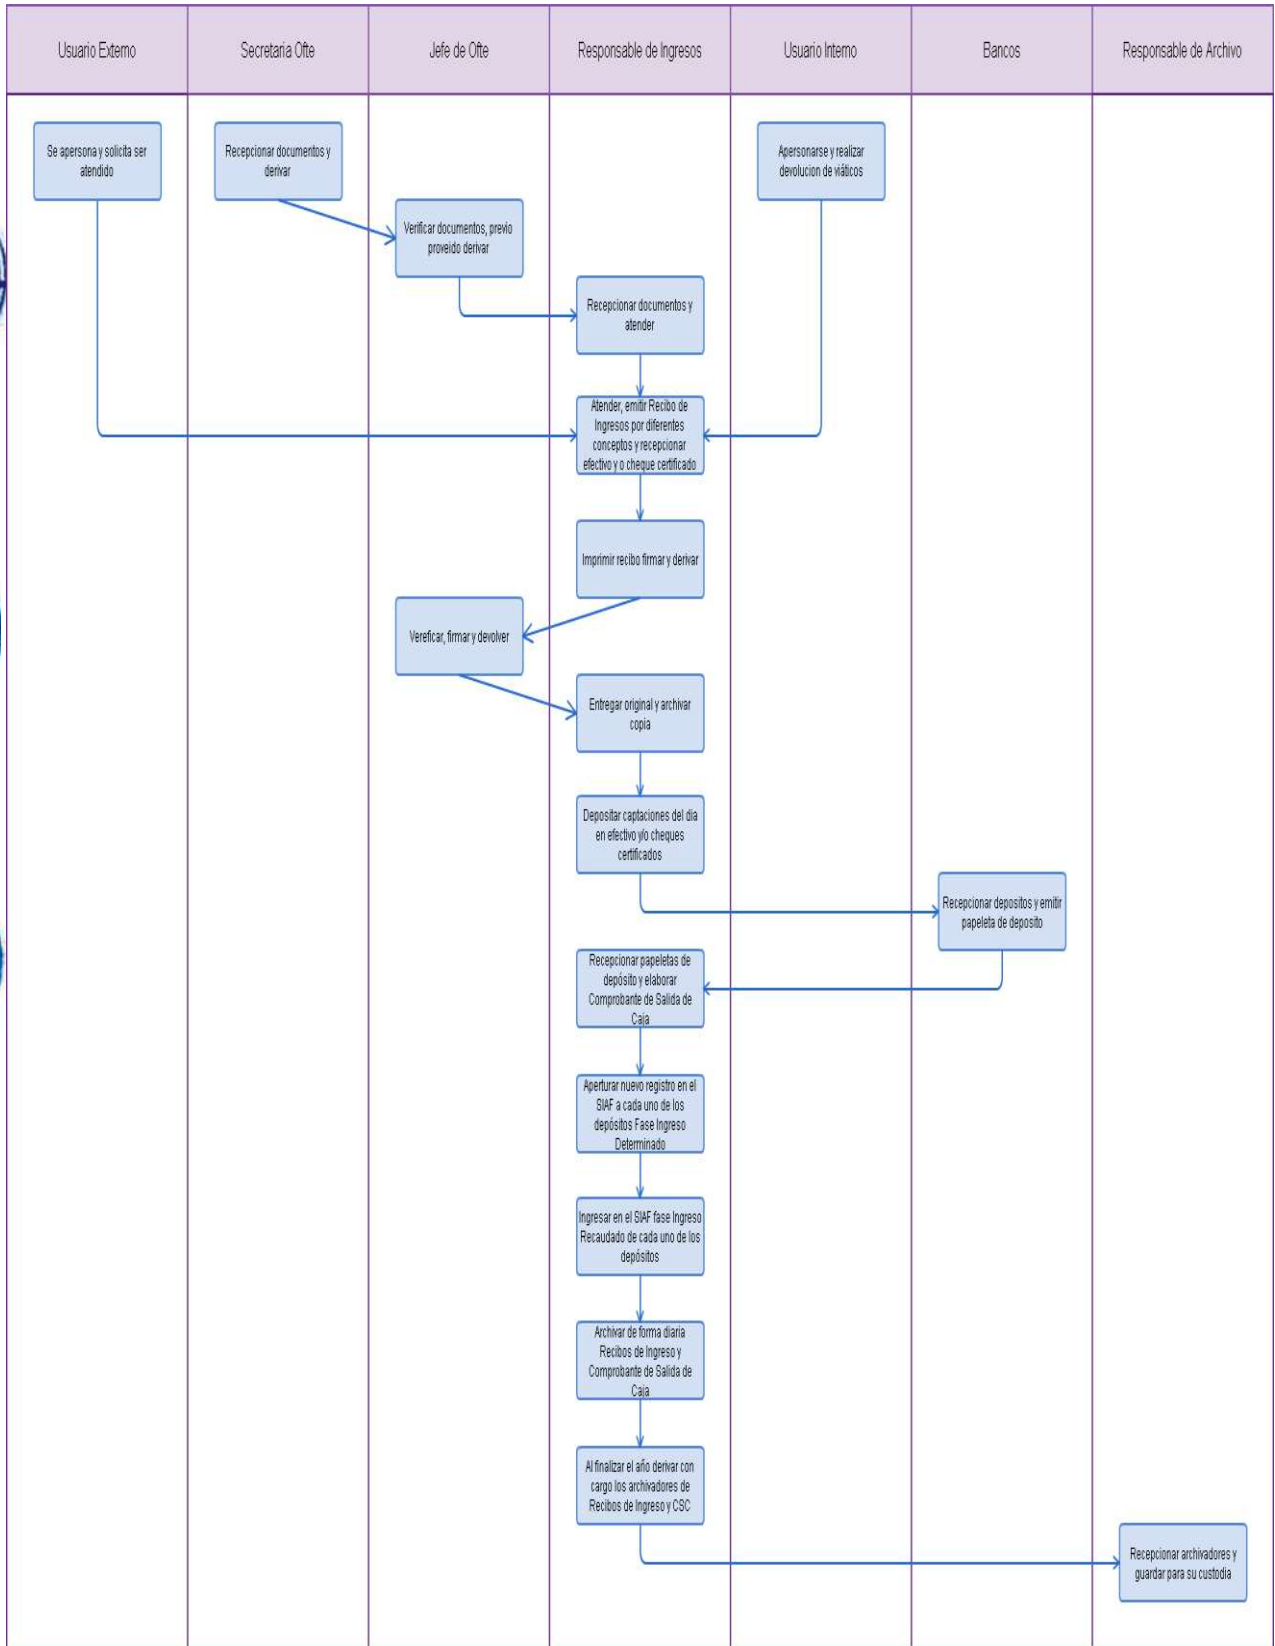 Usuario Externo
Secretaria Ofte
Jefe de Ofte
Responsable de Ingresos
Usuario Interno
Bancos
Responsable de Archivo
Se apersona y solicita ser
atendido
Recepcionar documentos y
derivar
Apersonarse y realizar
devolucion de viáticos
Verificar documentos, previo
proveido derivar
Recepcionar documentos y
atender
Atender, emitir Recibo de
Ingresos por diferentes
conceptos y recepcionar
efectivo y o cheque certificado
Imprimir recibo firmar y derivar
Vereficar, firmar y devolver
Entregar original y archivar
copia
Depositar captaciones del dia
en efectivo y/o cheques
certificados
Recepcionar depositos y emitir
papeleta de deposito
Recepcionar papeletas de
depósito y elaborar
Comprobante de Salida de
Caja
Aperturar nuevo registro en el
SIAF a cada uno de los
depósitos Fase Ingreso
Determinado
Ingresar en el SIAF fase Ingreso
Recaudado de cada uno de los
depósitos
Archivar de forma diaria
Recibos de Ingreso y
Comprobante de Salida de
Caja
Al finalizar el año derivar con
cargo los archivadores de
Recibos de Ingreso y CSC
Recepcionar archivadores y
guardar para su custodia